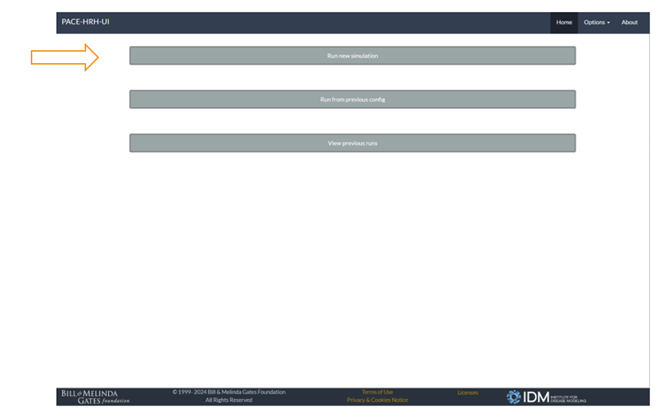 PACE-HRH-UI
Home Options About
Run new simulation
Run from previous config
View previous runs
BILL & MELINDA
GATES foundation
© 1999- 2024 Bill & Melinda Gates Foundation
All Rights Reserved
Terms of Use
Privacy & Cookies Notice
Licenses
IDM
INSTITUTE FOR
DISEASE MODELING